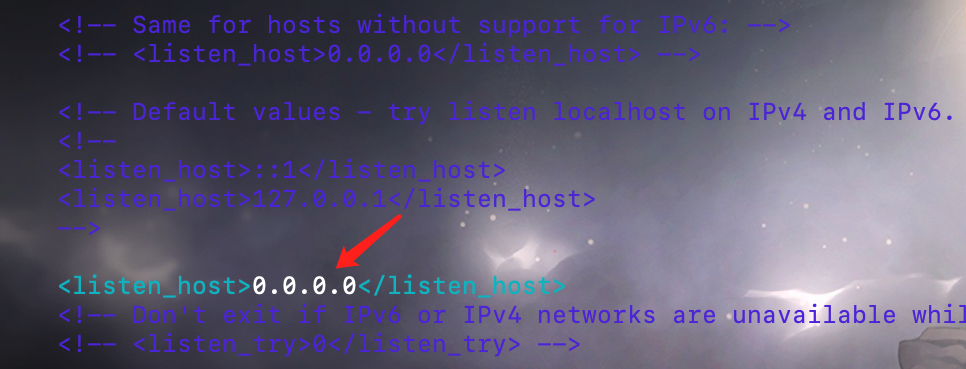 <!-- Same for hosts without support for IPv6: -->
<!-- <listen_host>0.0.0.0</listen_host> -->
<!-- Default values - try listen localhost on IPv4 and IPv6.
<!--
<listen_host>::1</listen_host>
<listen_host>127.0.0.1</listen_host>
-->
<listen_host>0.0.0.0</listen_host>
<!-- Don't exit if IPv6 or IPv4 networks are unavailable whil
<!-- <listen_try>0</listen_try> -->